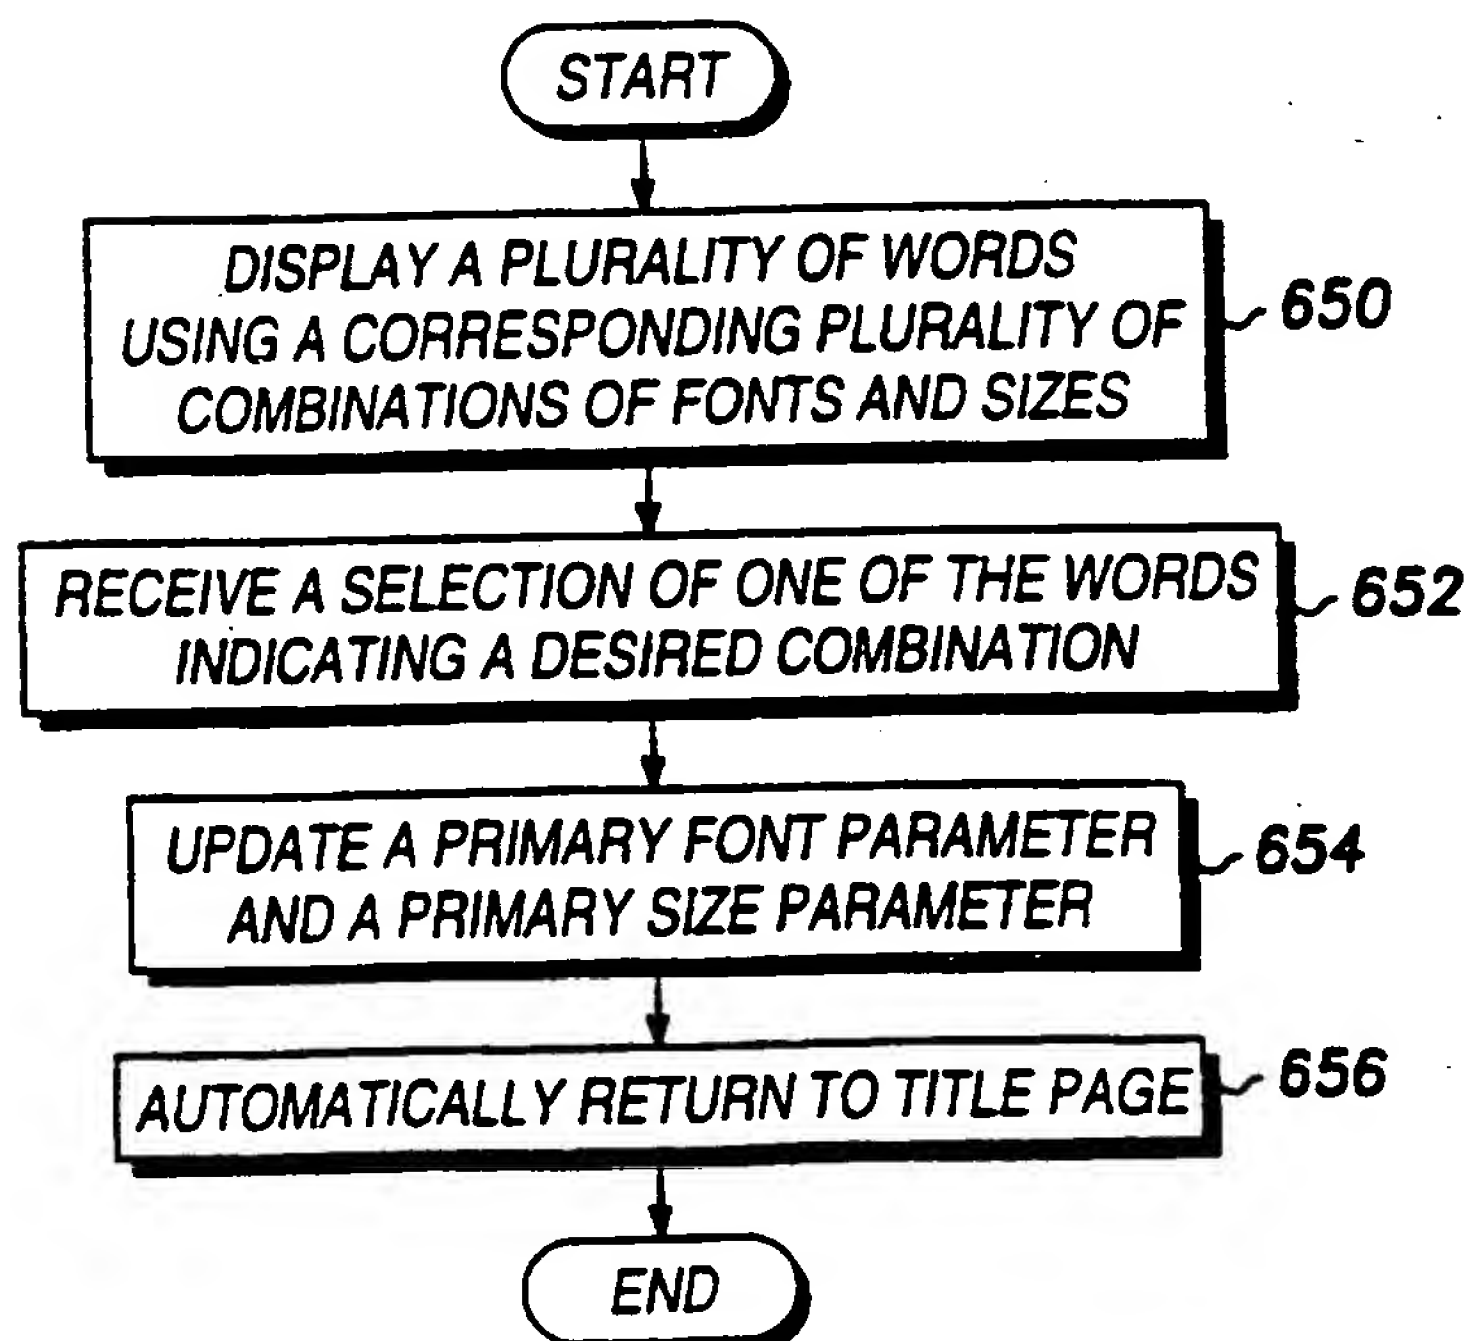 START
DISPLAY A PLURALITY OF WORDS
USING A CORRESPONDING PLURALITY OF
COMBINATIONS OF FONTS AND SIZES
650
RECEIVE A SELECTION OF ONE OF THE WORDS
INDICATING A DESIRED COMBINATION
652
UPDATE A PRIMARY FONT PARAMETER
AND A PRIMARY SIZE PARAMETER
654
AUTOMATICALLY RETURN TO TITLE PAGE
656
END